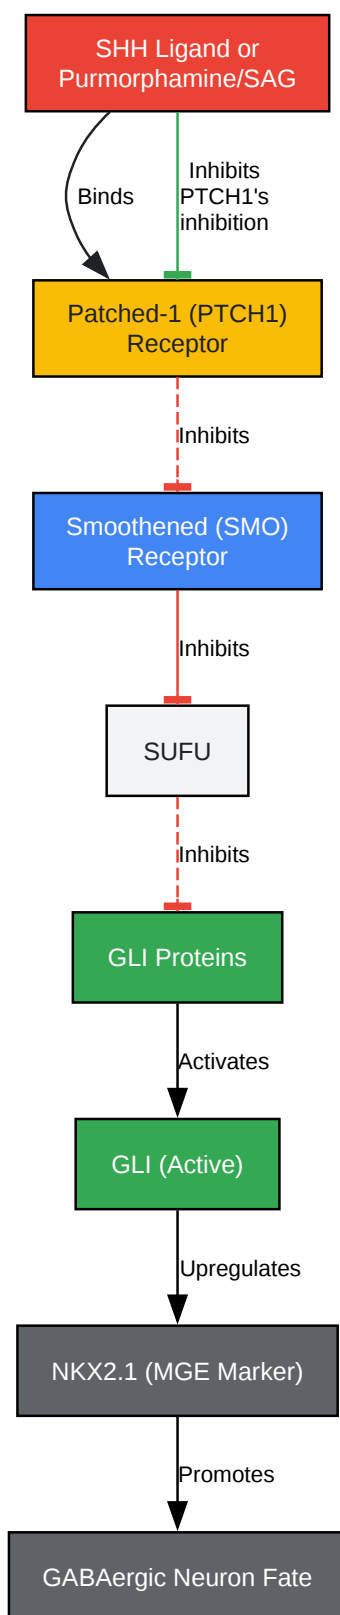 SHH Ligand or
Purmorphamine/SAG
Binds
Inhibits
PTCH1's
inhibition
Patched-1 (PTCH1)
Receptor
Inhibits
Smoothened (SMO)
Receptor
Inhibits
SUFU
Inhibits
GLI Proteins
Activates
GLI (Active)
Upregulates
NKX2.1 (MGE Marker)
Promotes
GABAergic Neuron Fate